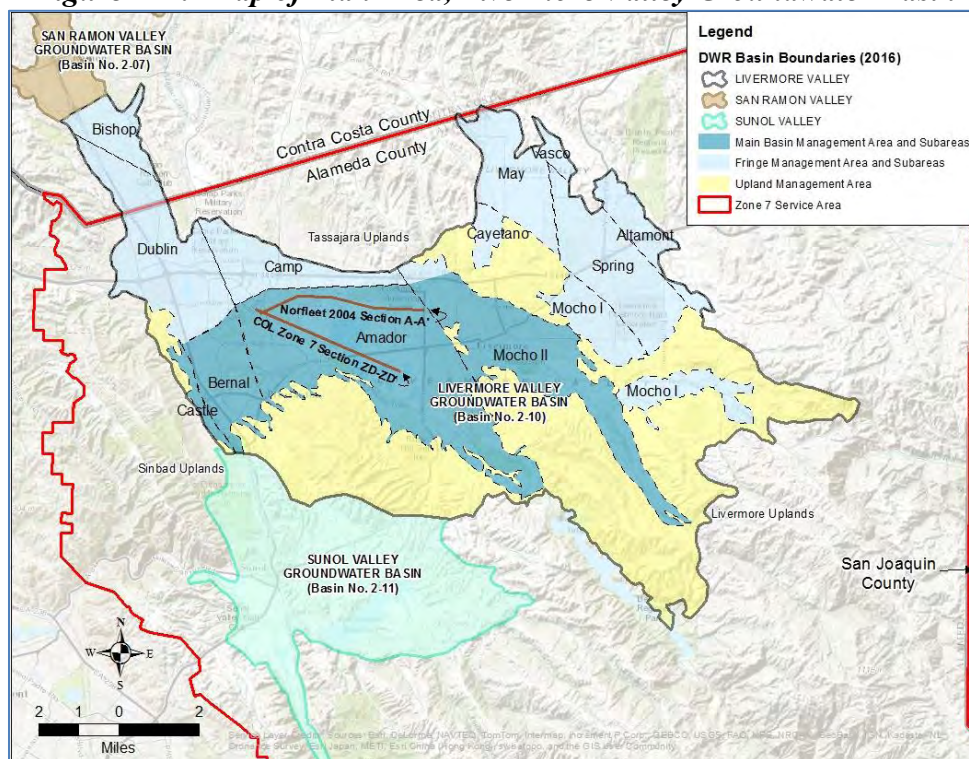 SAN RAMON VALLEY
GROUNDWATER BASIN
(Basin No. 2-07)
Bishop
Contra Costa County
Alameda County
Vasco
May
Tassajara Uplands
Cayetano
Altamont
Dublin
Camp
Spring
Mocho I
Norfleet 2004 Section A-A'
COL Zone 7 Section ZD-ZD'
Amador
Mocho II
Bernal
LIVERMORE VALLEY
GROUNDWATER BASIN
(Basin No. 2-10)
Mocho I
Castle
Sinbad Uplands
Livermore Uplands
SUNOL VALLEY
GROUNDWATER BASIN
(Basin No. 2-11)
San Joaquin
County
N
W E
S
2 1 0 2
Miles
Legend
DWR Basin Boundaries (2016)
LIVERMORE VALLEY
SAN RAMON VALLEY
SUNOL VALLEY
Main Basin Management Area and Subareas
Fringe Management Area and Subareas
Upland Management Area
Zone 7 Service Area